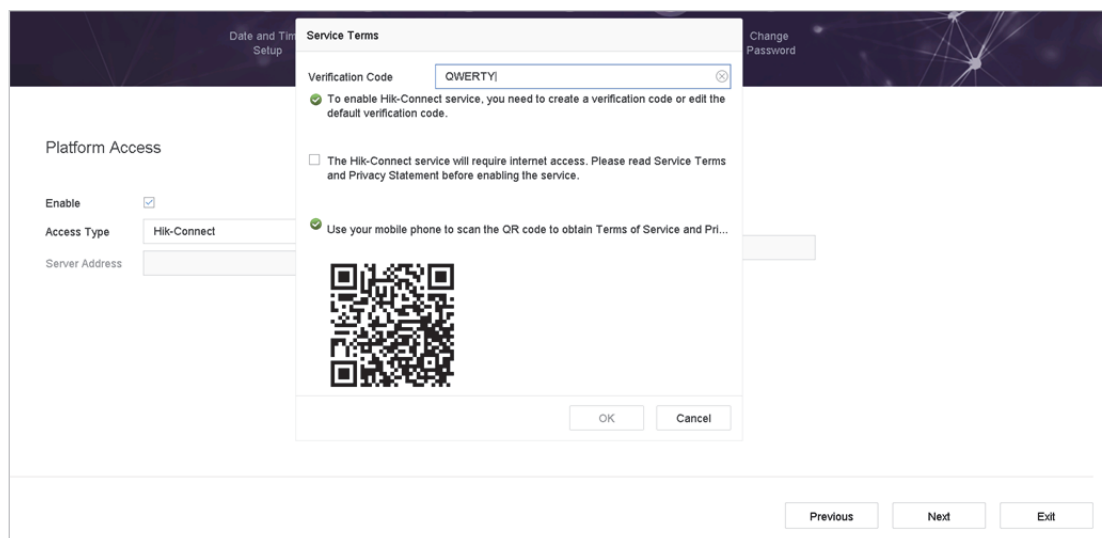 Date and Tim
Setup
Service Terms
Change
Password
Verification Code
QWERTY
To enable Hik-Connect service, you need to create a verification code or edit the
default verification code.
Platform Access
The Hik-Connect service will require internet access. Please read Service Terms
and Privacy Statement before enabling the service.
Enable
Access Type
Hik-Connect
Use your mobile phone to scan the QR code to obtain Terms of Service and Pri...
Server Address
OK
Cancel
Previous
Next
Exit